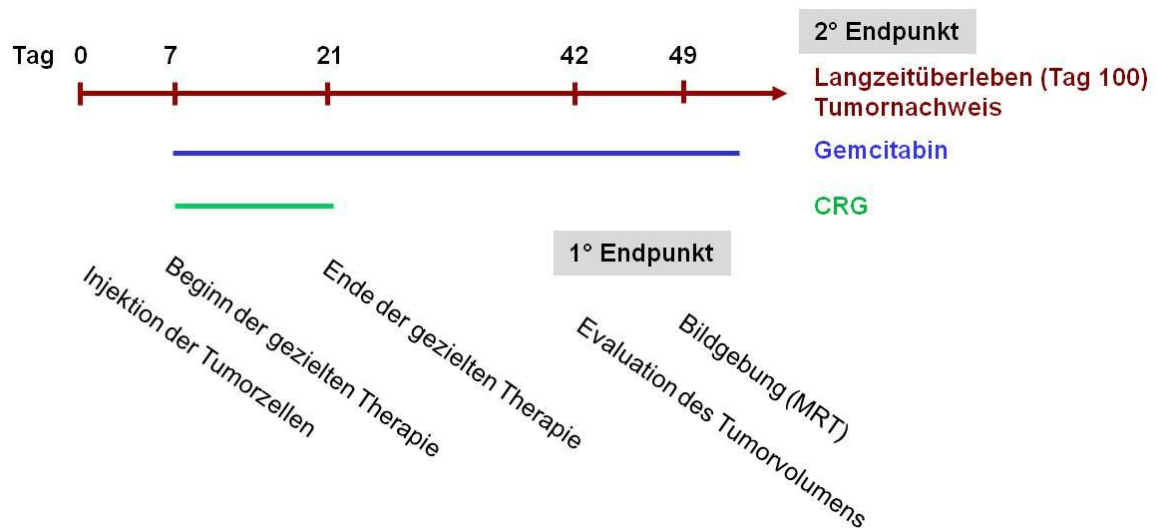 Tag 0 7 21 42 49
2° Endpunkt
Langzeitüberleben (Tag 100)
Tumornachweis
Gemcitabin
CRG
1° Endpunkt
Injektion der Tumorzellen
Beginn der gezielten Therapie
Ende der gezielten Therapie
Evaluation des Tumorvolumens
Bildgebung (MRT)